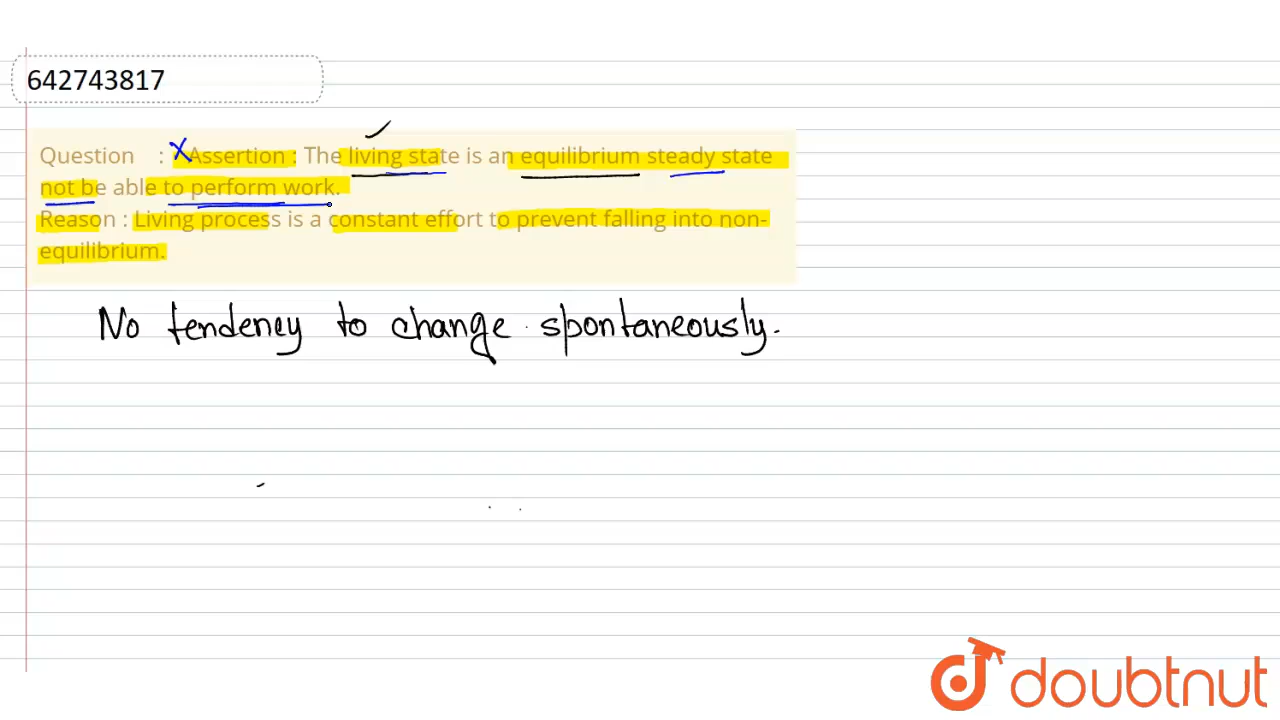 642743817
Question : X Assertion : The living state is an equilibrium steady state
not be able to perform work.
Reason : Living process is a constant effort to prevent falling into non-
equilibrium.
No tendency to change spontaneously.
doubtnut